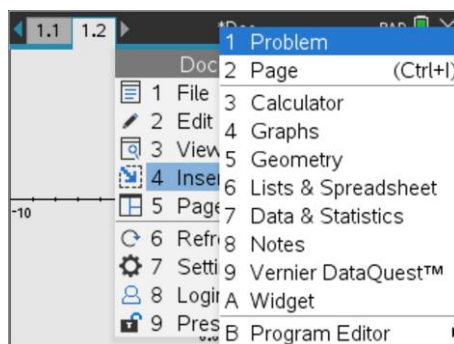 1.1 1.2 *Doc RAD
Doc
1 File
2 Edit
3 View
4 Inser
5 Page
6 Refr
7 Setti
8 Login
9 Pres
-10
1 Problem
2 Page (Ctrl+I)
3 Calculator
4 Graphs
5 Geometry
6 Lists & Spreadsheet
7 Data & Statistics
8 Notes
9 Vernier DataQuest™
A Widget
B Program Editor